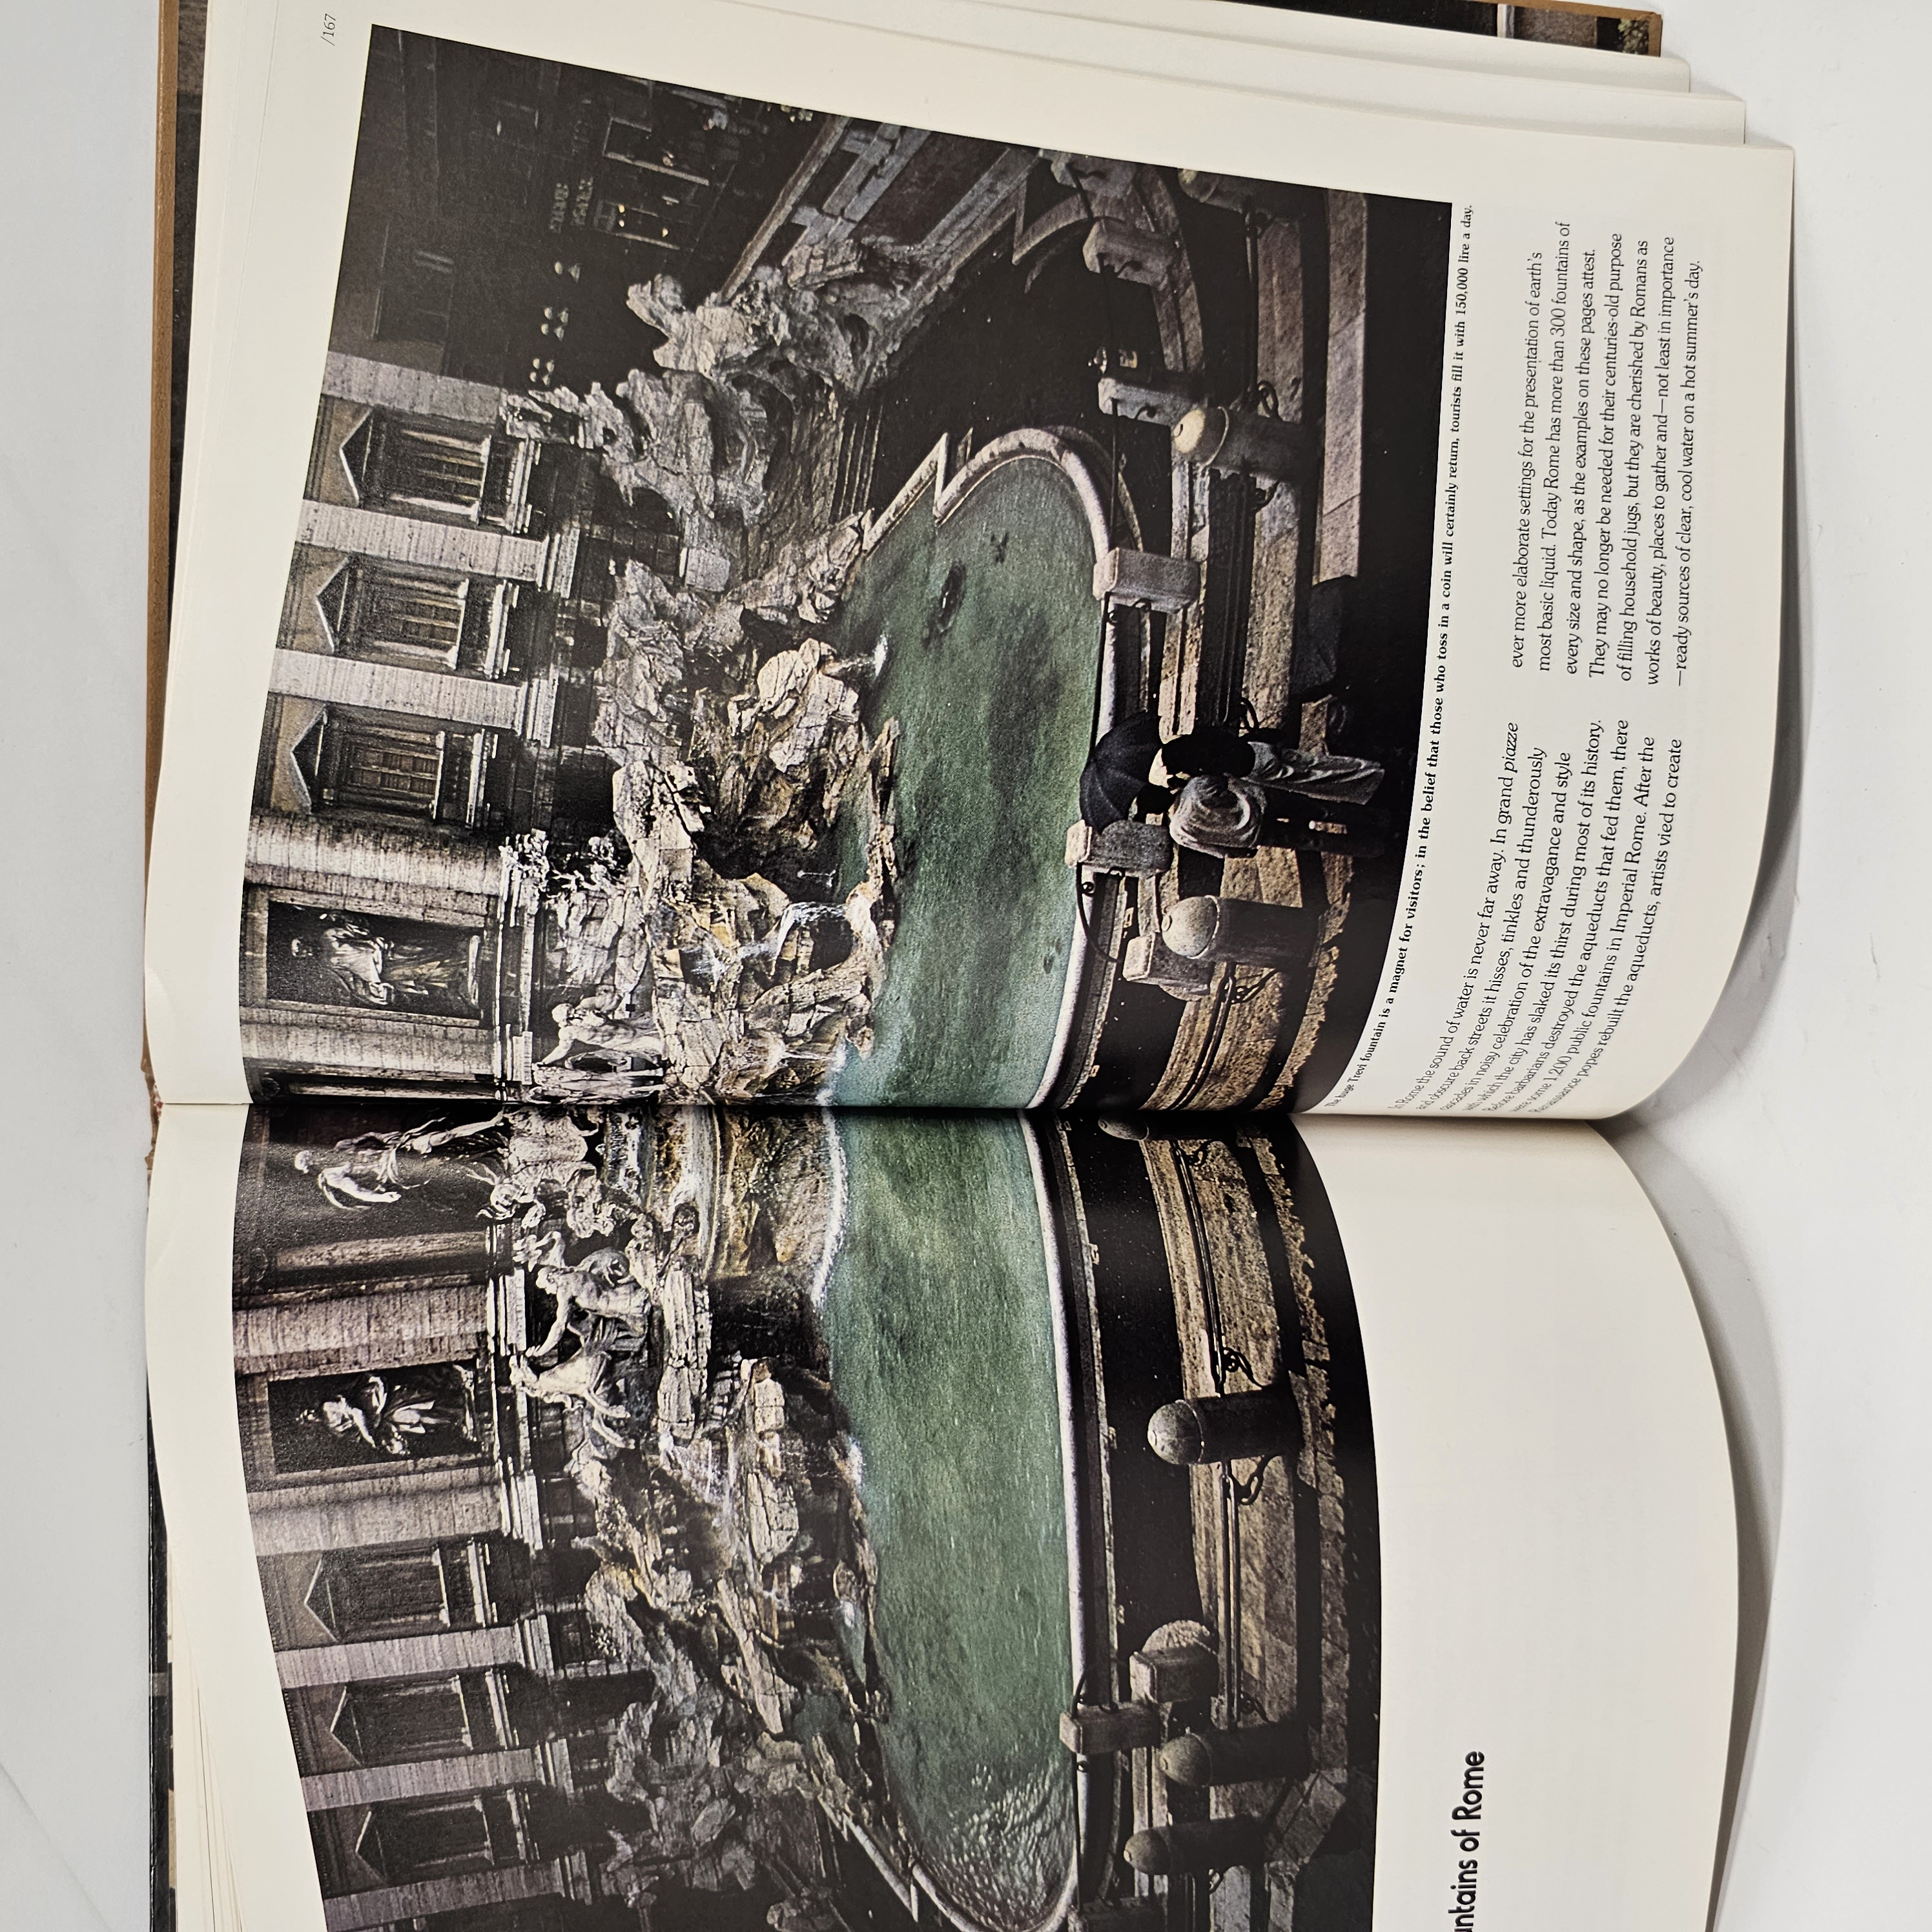 /167
untains of Rome
The huge Trevi fountain is a magnet for visitors; in the belief that those who toss in a coin will certainly return, tourists fill it with 150,000 lire a day.
In Rome the sound of water is never far away. In grand piazze
and obscure back streets it hisses, tinkles and thunderously
cascades in noisy celebration of the extravagance and style
with which the city has slaked its thirst during most of its history.
Before barbarians destroyed the aqueducts that fed them, there
were some 1,200 public fountains in Imperial Rome. After the
Renaissance popes rebuilt the aqueducts, artists vied to create
ever more elaborate settings for the presentation of earth's
most basic liquid. Today Rome has more than 300 fountains of
every size and shape, as the examples on these pages attest.
They may no longer be needed for their centuries-old purpose
of filling household jugs, but they are cherished by Romans as
works of beauty, places to gather and—not least in importance
—ready sources of clear, cool water on a hot summer's day.